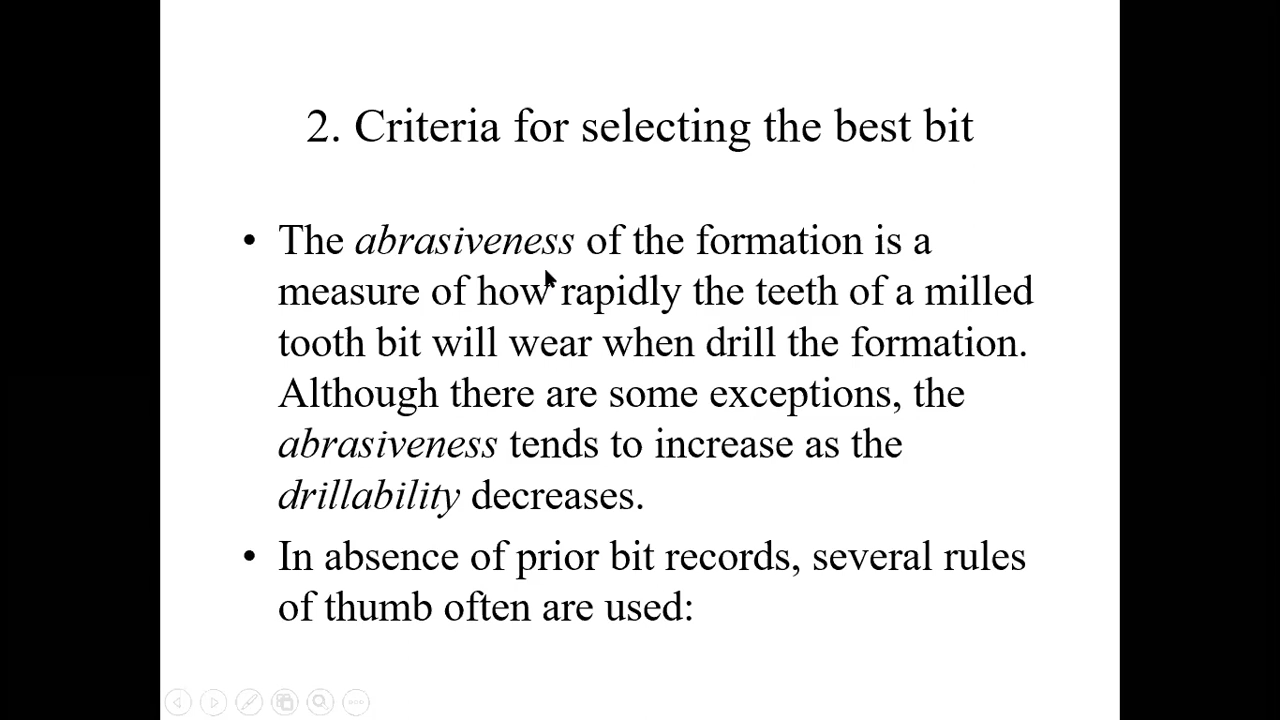 2. Criteria for selecting the best bit
• The abrasiveness of the formation is a
measure of how rapidly the teeth of a milled
tooth bit will wear when drill the formation.
Although there are some exceptions, the
abrasiveness tends to increase as the
drillability decreases.
• In absence of prior bit records, several rules
of thumb often are used: